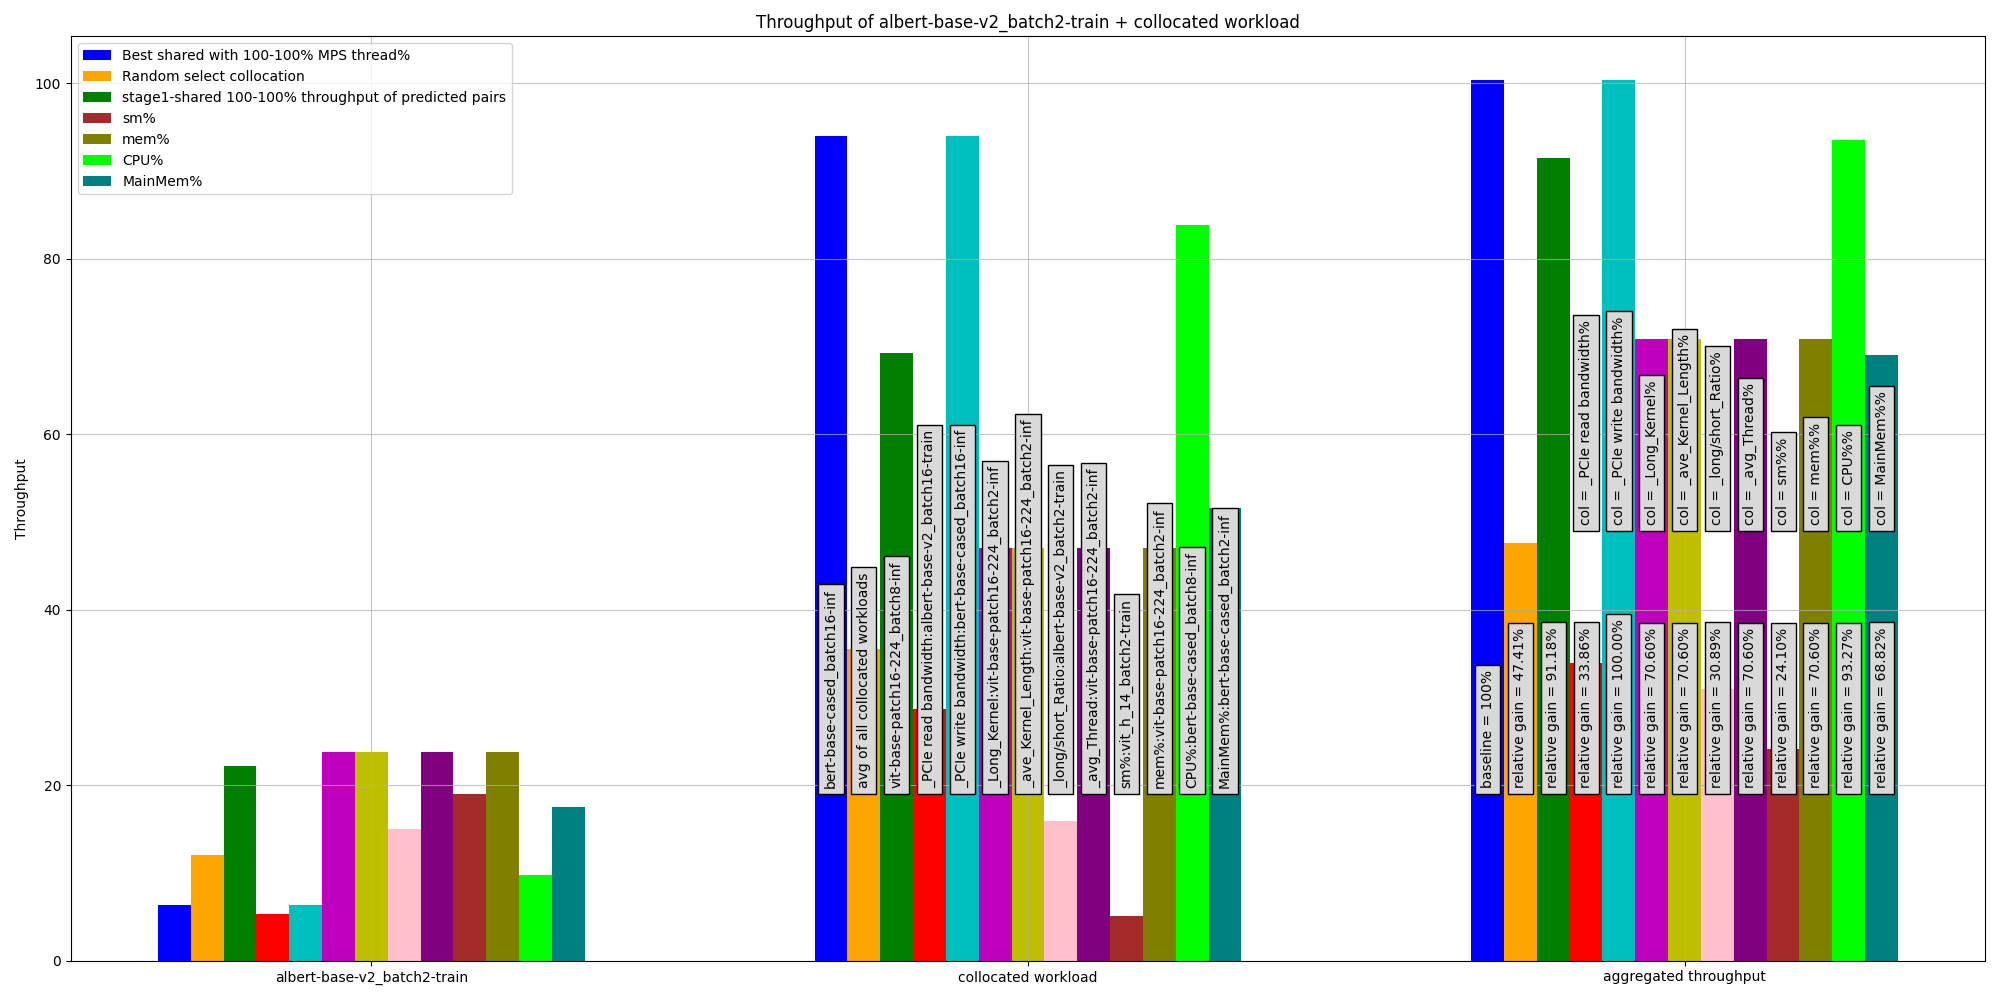 Throughput of albert-base-v2_batch2-train + collocated workload
Best shared with 100-100% MPS thread%
Random select collocation
stage1-shared 100-100% throughput of predicted pairs
sm%
mem%
CPU%
MainMem%
Throughput
100
80
60
40
20
0
bert-base-cased_batch16-inf
avg of all collocated workloads
vit-base-patch16-224_batch8-inf
_PCIe read bandwidth:albert-base-v2_batch16-train
_PCIe write bandwidth:bert-base-cased_batch16-inf
_Long_Kernel:vit-base-patch16-224_batch2-inf
_ave_Kernel_Length:vit-base-patch16-224_batch2-inf
_long/short_Ratio:albert-base-v2_batch2-train
_avg_Thread:vit-base-patch16-224_batch2-inf
sm%:vit_h_14_batch2-train
mem%:vit-base-patch16-224_batch2-inf
CPU%:bert-base-cased_batch8-inf
MainMem%:bert-base-cased_batch2-inf
col = _PCIe read bandwidth%
col = _PCIe write bandwidth%
col = _Long_Kernel%
col = _ave_Kernel_Length%
col = _long/short_Ratio%
col = _avg_Thread%
col = sm%%
col = mem%%
col = CPU%%
col = MainMem%%
baseline = 100%
relative gain = 47.41%
relative gain = 91.18%
relative gain = 33.86%
relative gain = 100.00%
relative gain = 70.60%
relative gain = 70.60%
relative gain = 30.89%
relative gain = 70.60%
relative gain = 24.10%
relative gain = 70.60%
relative gain = 93.27%
relative gain = 68.82%
albert-base-v2_batch2-train
collocated workload
aggregated throughput